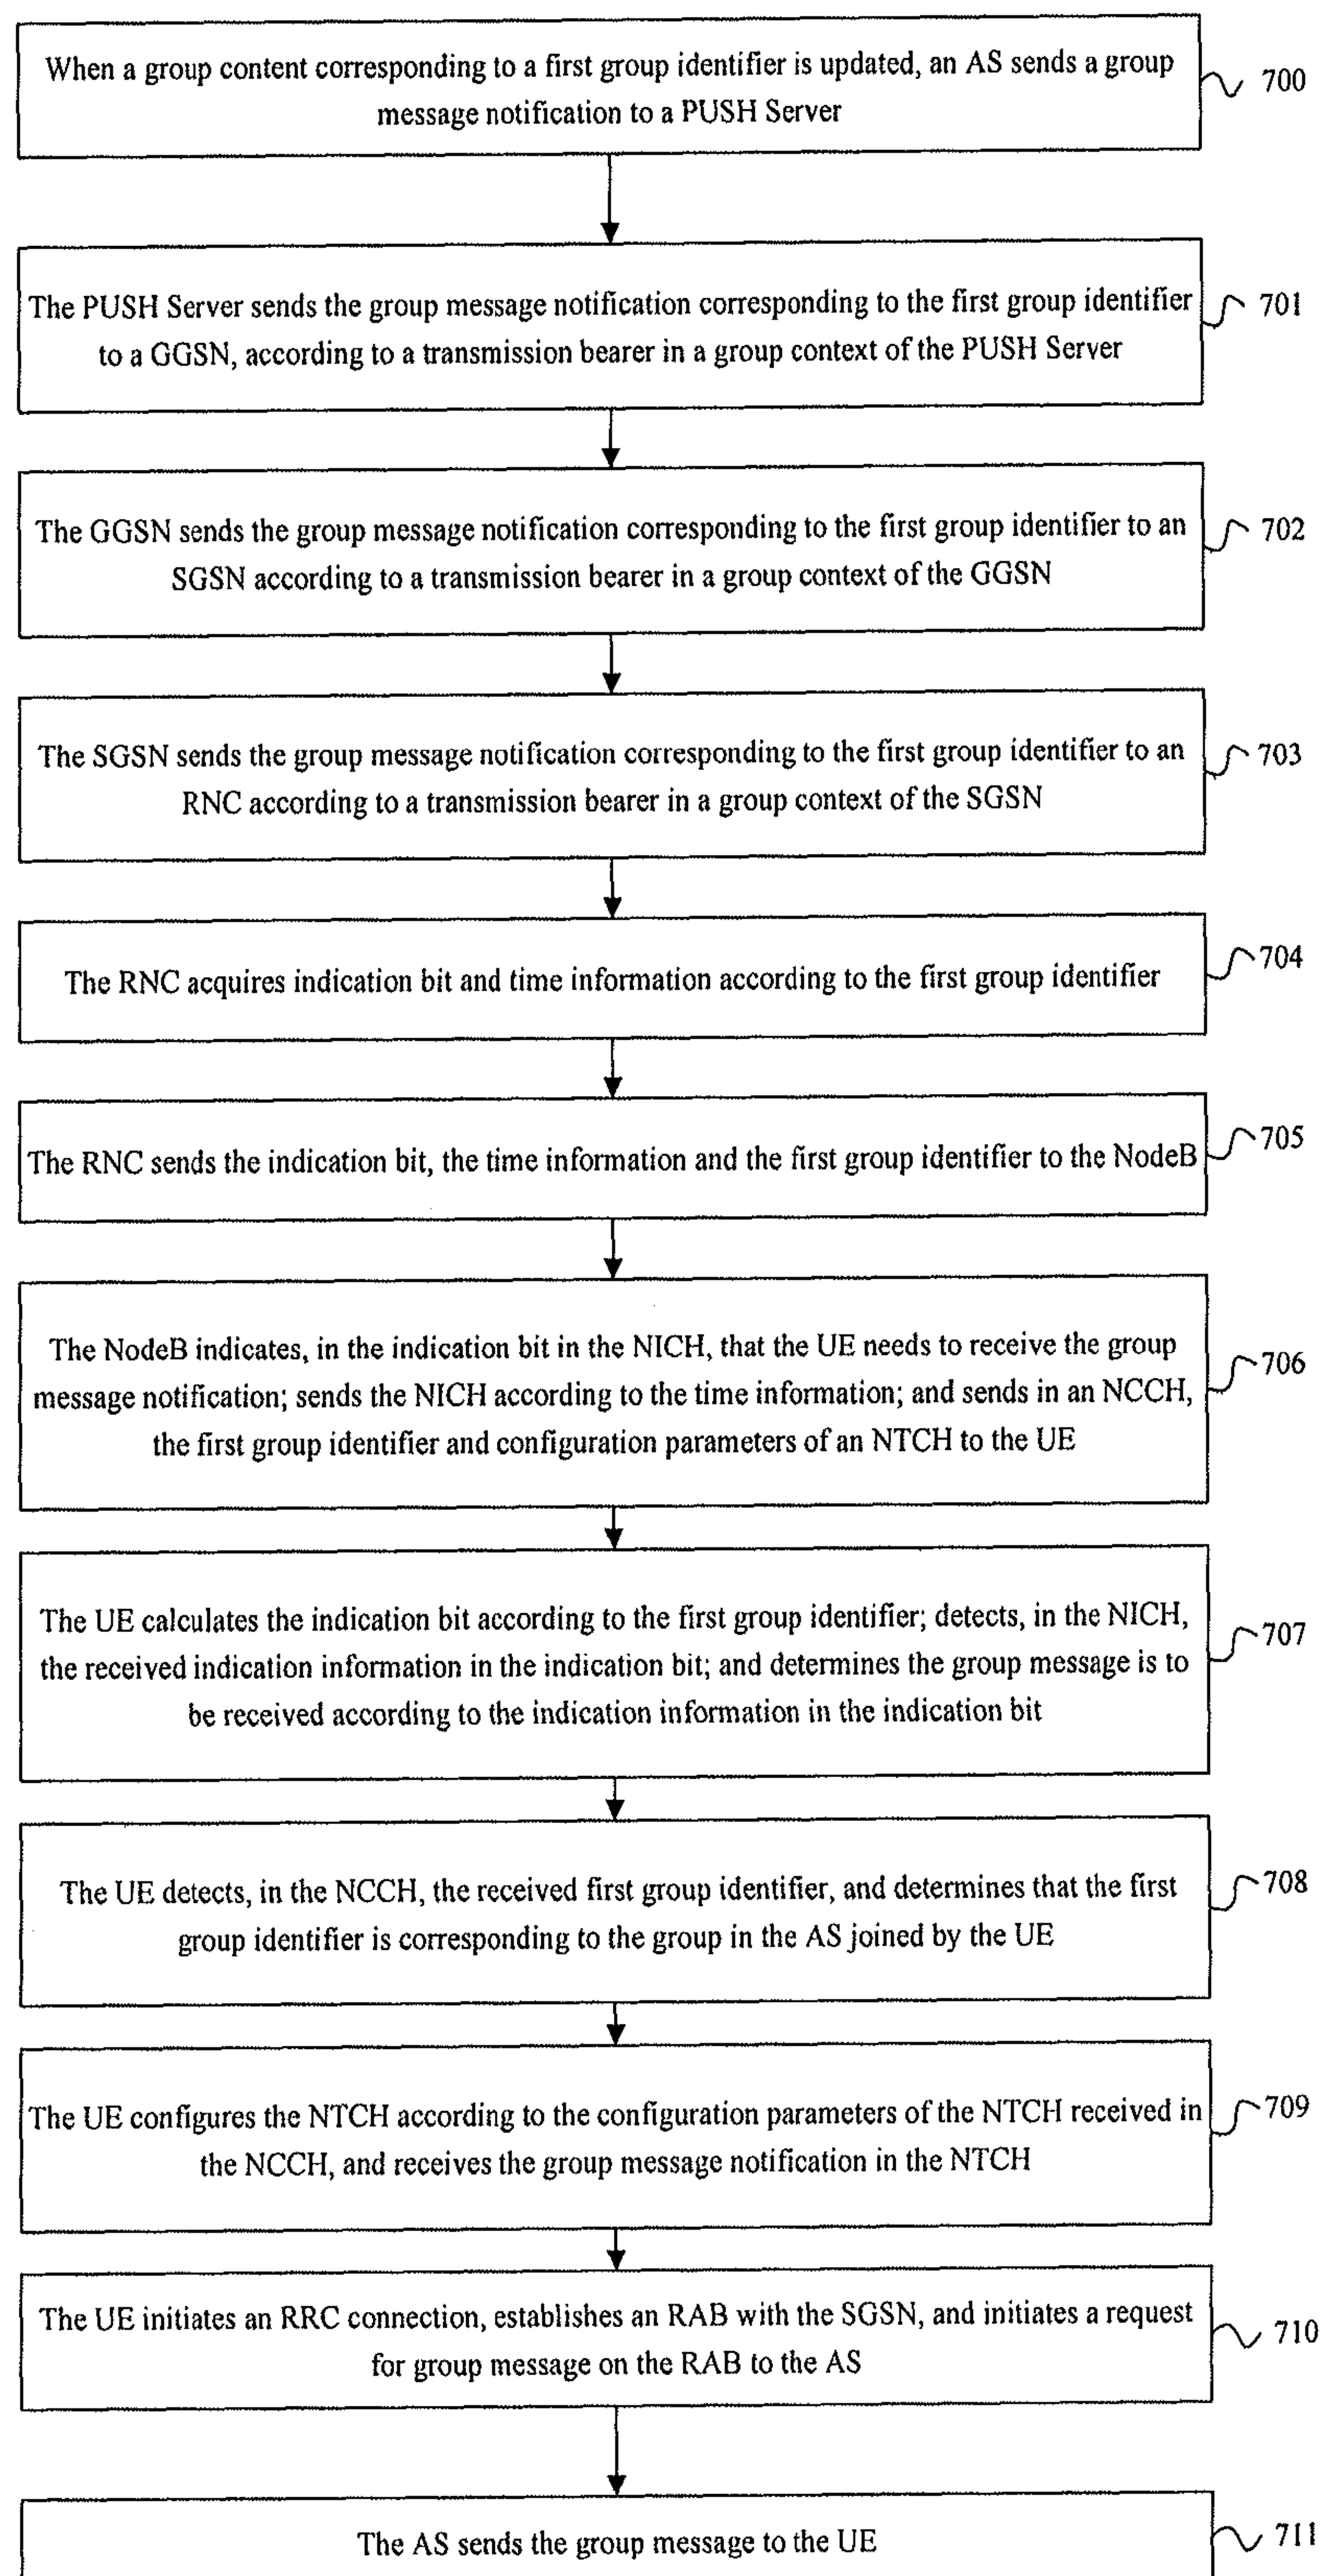 When a group content corresponding to a first group identifier is updated, an AS sends a group
message notification to a PUSH Server
700
The PUSH Server sends the group message notification corresponding to the first group identifier
to a GGSN, according to a transmission bearer in a group context of the PUSH Server
701
The GGSN sends the group message notification corresponding to the first group identifier to an
SGSN according to a transmission bearer in a group context of the GGSN
702
The SGSN sends the group message notification corresponding to the first group identifier to an
RNC according to a transmission bearer in a group context of the SGSN
703
The RNC acquires indication bit and time information according to the first group identifier
704
The RNC sends the indication bit, the time information and the first group identifier to the NodeB
705
The NodeB indicates, in the indication bit in the NICH, that the UE needs to receive the group
message notification; sends the NICH according to the time information; and sends in an NCCH,
the first group identifier and configuration parameters of an NTCH to the UE
706
The UE calculates the indication bit according to the first group identifier; detects, in the NICH,
the received indication information in the indication bit; and determines the group message is to
be received according to the indication information in the indication bit
707
The UE detects, in the NCCH, the received first group identifier, and determines that the first
group identifier is corresponding to the group in the AS joined by the UE
708
The UE configures the NTCH according to the configuration parameters of the NTCH received in
the NCCH, and receives the group message notification in the NTCH
709
The UE initiates an RRC connection, establishes an RAB with the SGSN, and initiates a request
for group message on the RAB to the AS
710
The AS sends the group message to the UE
711